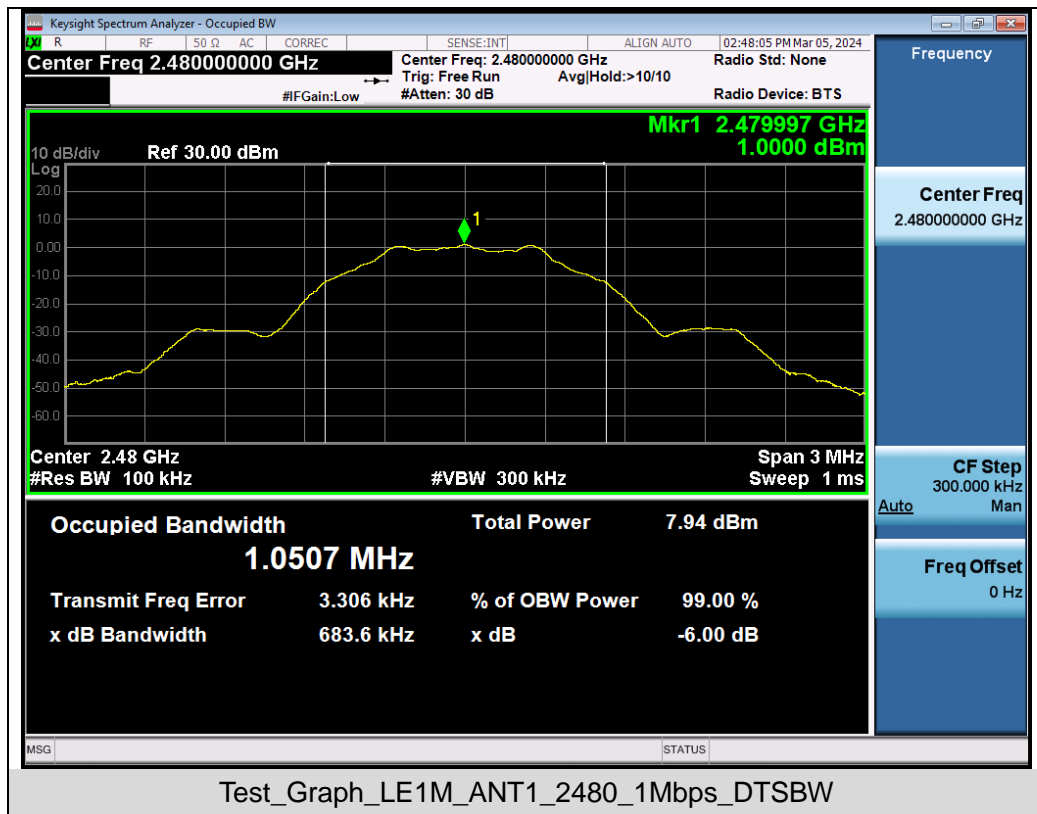 Keysight Spectrum Analyzer - Occupied BW
LXI R RF 50 Ω AC CORREC SENSE:INT ALIGN AUTO 02:48:05 PM Mar 05, 2024
Center Freq 2.480000000 GHz
#IFGain:Low
Center Freq: 2.480000000 GHz
Trig: Free Run Avg|Hold:>10/10
#Atten: 30 dB
Radio Std: None
Radio Device: BTS
Mkr1 2.479997 GHz
1.0000 dBm
10 dB/div Ref 30.00 dBm
Log
20.0
10.0
0.00
-10.0
-20.0
-30.0
-40.0
-50.0
-60.0
1
Center 2.48 GHz Span 3 MHz
#Res BW 100 kHz #VBW 300 kHz Sweep 1 ms
Occupied Bandwidth Total Power 7.94 dBm
1.0507 MHz
Transmit Freq Error 3.306 kHz % of OBW Power 99.00 %
x dB Bandwidth 683.6 kHz x dB -6.00 dB
MSG STATUS
Frequency
Center Freq
2.480000000 GHz
CF Step
300.000 kHz
Auto Man
Freq Offset
0 Hz
Test_Graph_LE1M_ANT1_2480_1Mbps_DTSBW